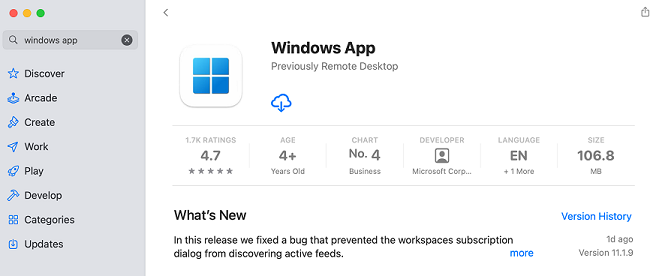 windows app
Discover
Arcade
Create
Work
Play
Develop
Categories
Updates
Windows App
Previously Remote Desktop
1.7K RATINGS
4.7
AGE
4+
Years Old
CHART
No. 4
Business
DEVELOPER
Microsoft Corp...
LANGUAGE
EN
+ 1 More
SIZE
106.8
MB
What's New
Version History
In this release we fixed a bug that prevented the workspaces subscription
dialog from discovering active feeds.
more
1d ago
Version 11.1.9